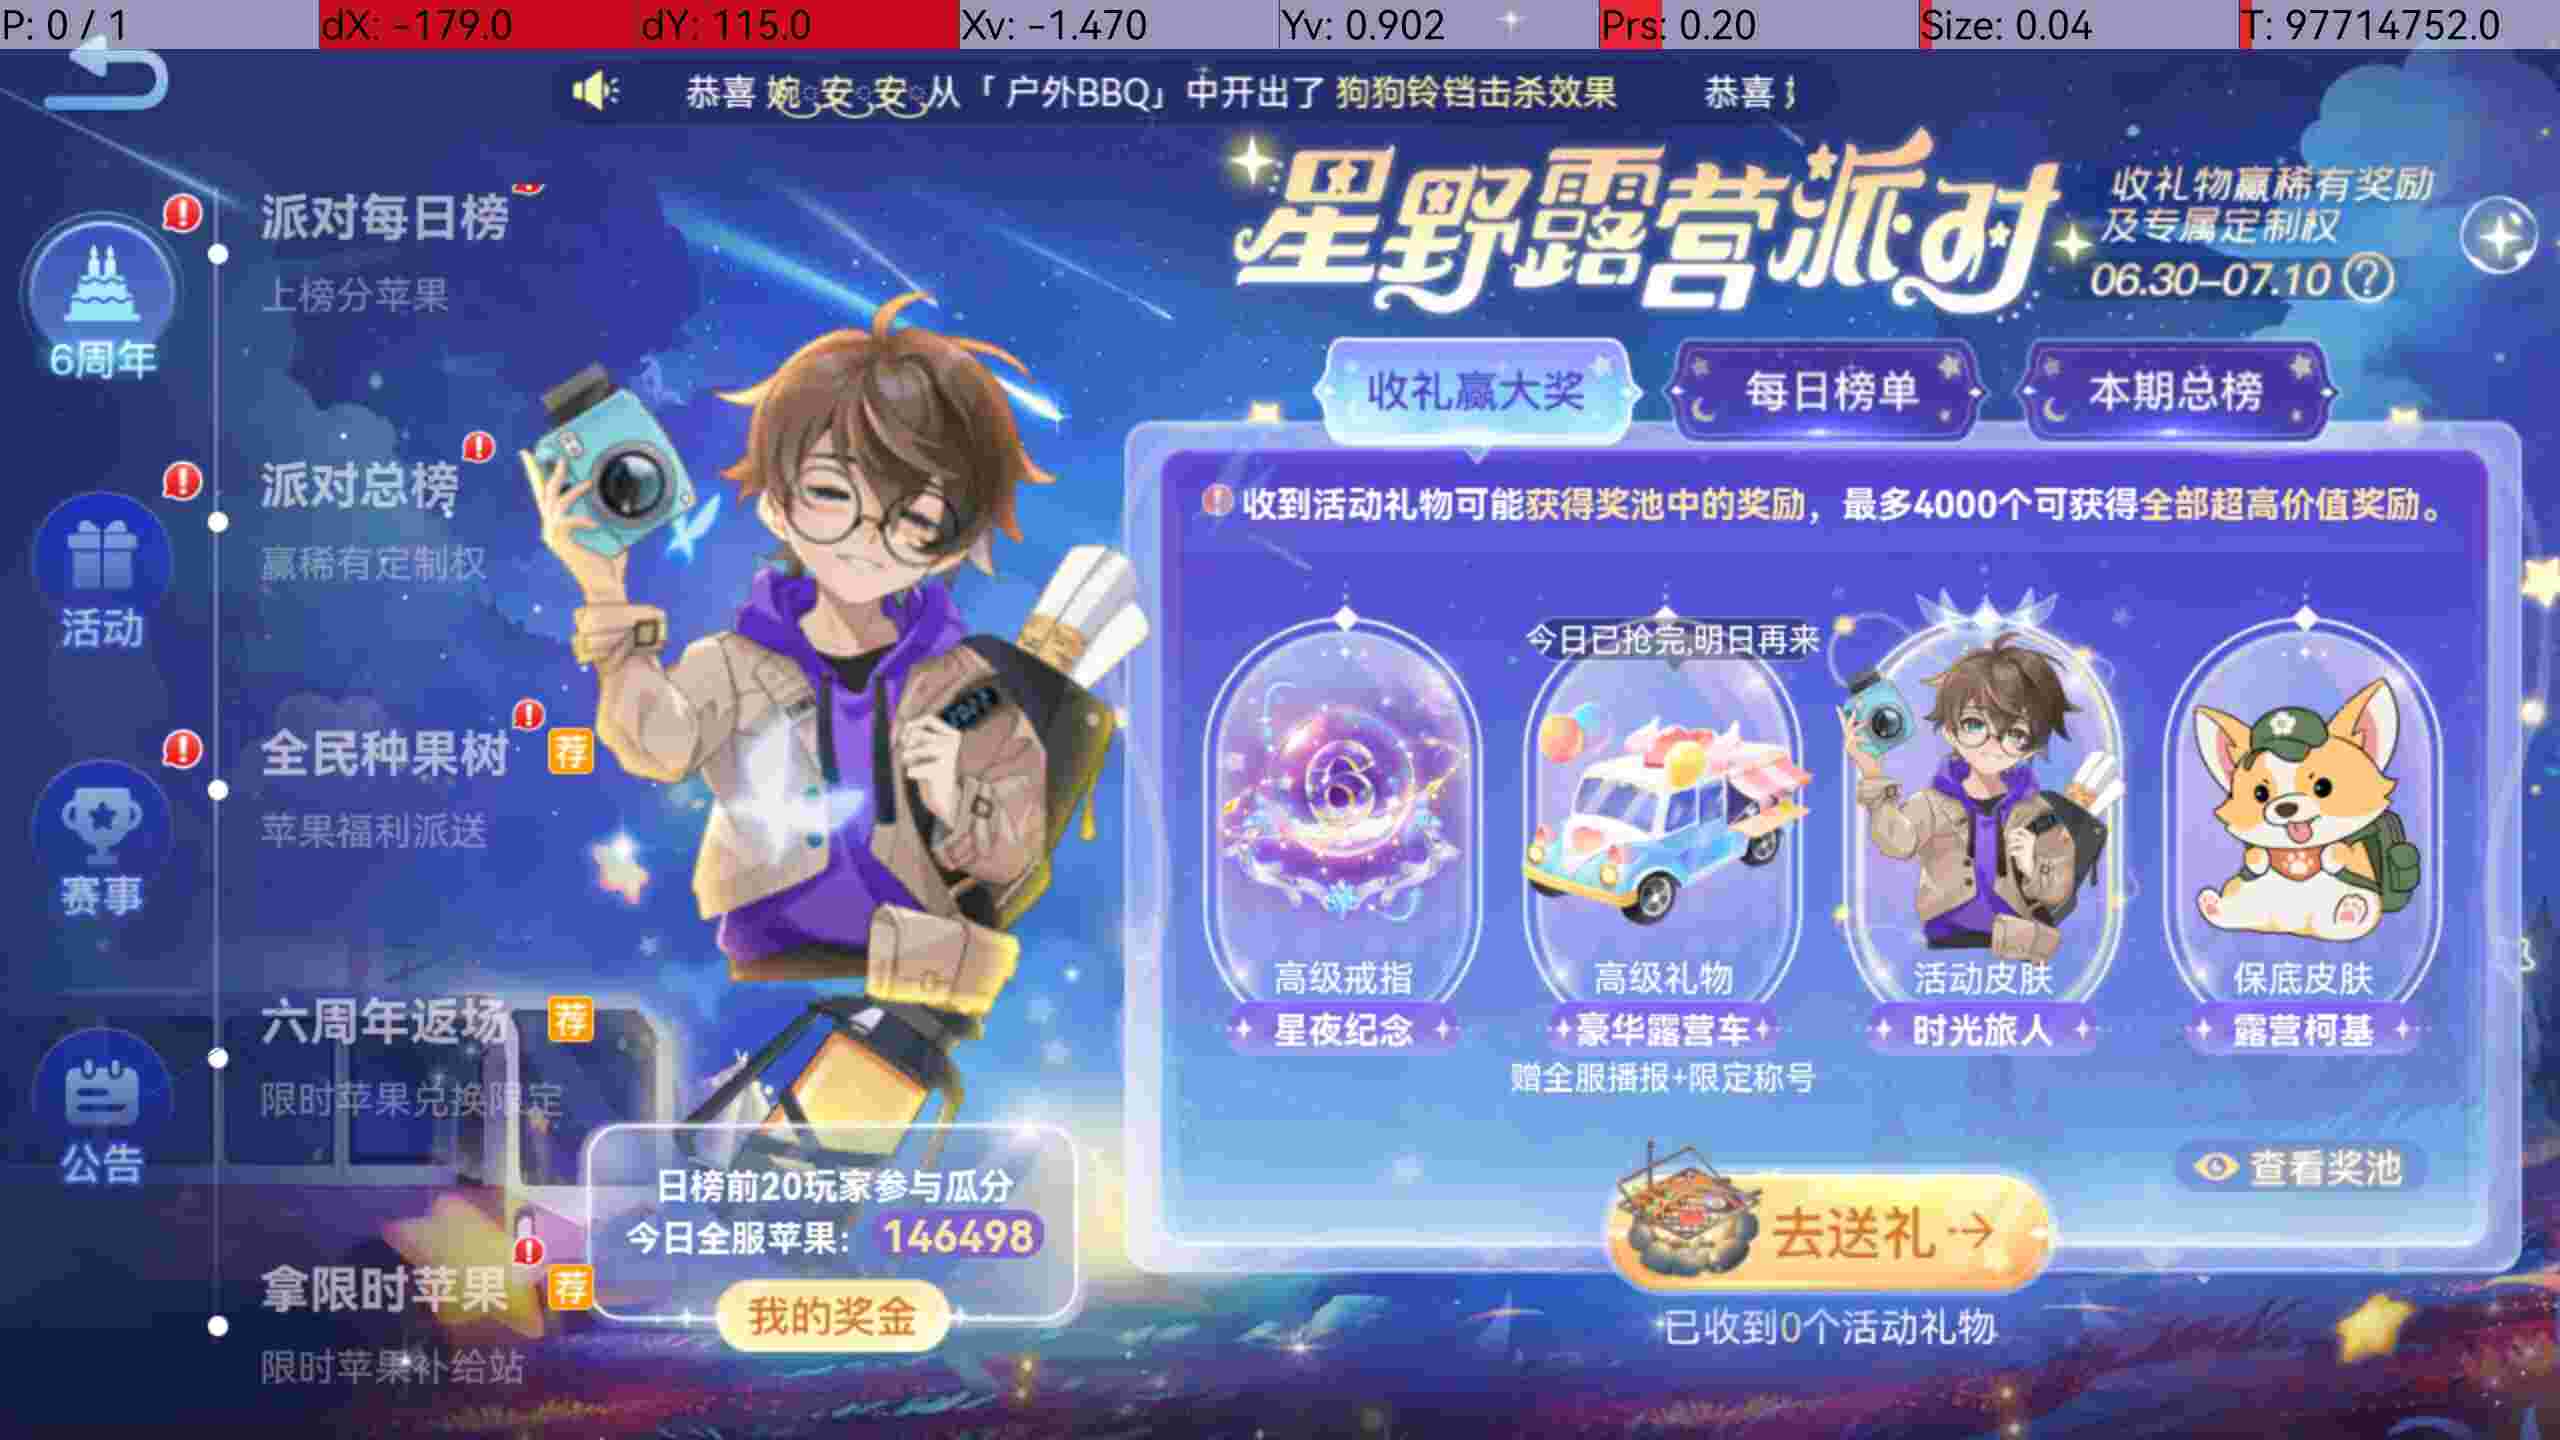 P: 0 / 1
dX: -179.0
dY: 115.0
Xv: -1.470
Yv: 0.902
Prs: 0.20
Size: 0.04
T: 97714752.0
恭喜 婉 安 安 从「 户外BBQ」中开出了 狗狗铃铛击杀效果
恭喜
星野露营派对
收礼物赢稀有奖励
及专属定制权
06.30-07.10
6周年
活动
赛事
公告
派对每日榜
上榜分苹果
派对总榜
赢稀有定制权
全民种果树
荐
苹果福利派送
六周年返场
荐
限时苹果兑换限定
拿限时苹果
荐
限时苹果补给站
日榜前20玩家参与瓜分
今日全服苹果： 146498
我的奖金
收礼赢大奖
每日榜单
本期总榜
收到活动礼物可能获得奖池中的奖励，最多4000个可获得全部超高价值奖励。
今日已抢完,明日再来
6
高级戒指
星夜纪念
高级礼物
豪华露营车
赠全服播报+限定称号
活动皮肤
时光旅人
保底皮肤
露营柯基
查看奖池
去送礼
已收到0个活动礼物